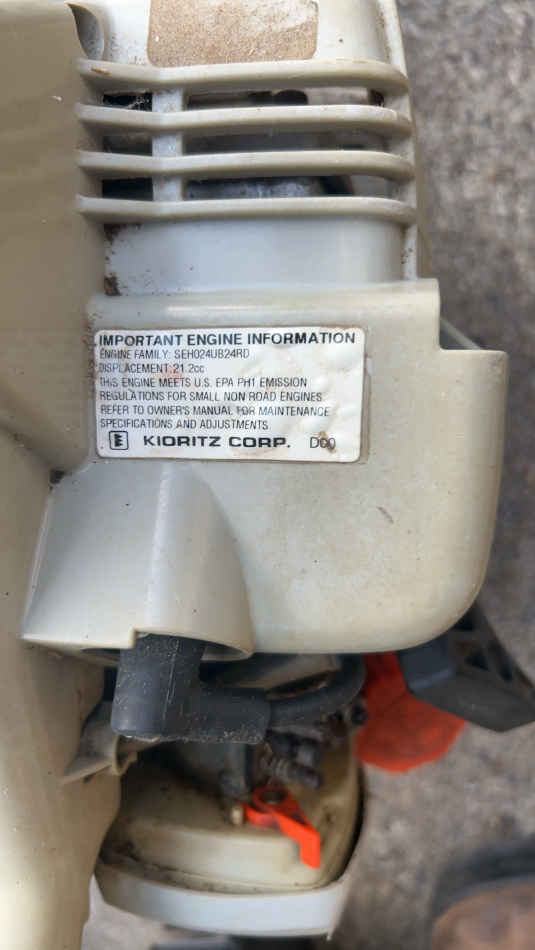 IMPORTANT ENGINE INFORMATION
ENGINE FAMILY: SEH024UB24RD
DISPLACEMENT: 21.2cc
THIS ENGINE MEETS U.S. EPA PH1 EMISSION
REGULATIONS FOR SMALL NON ROAD ENGINES.
REFER TO OWNER'S MANUAL FOR MAINTENANCE
SPECIFICATIONS AND ADJUSTMENTS.
KIORITZ CORP. DC0